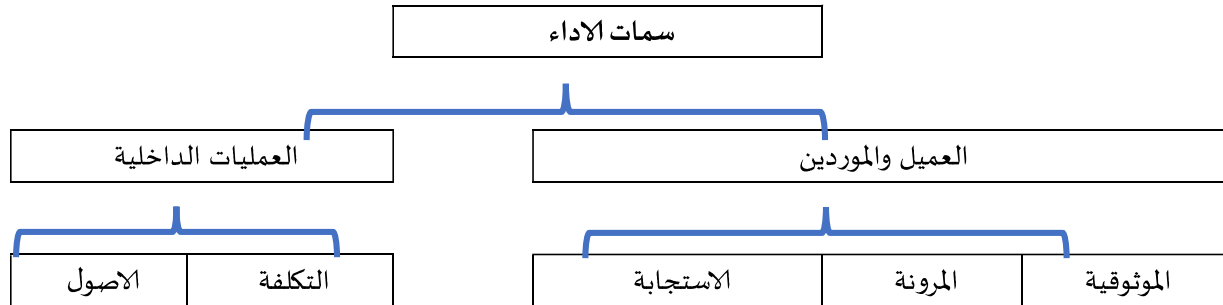 سمات الاداء
العميل والموردين
العمليات الداخلية
الموثوقية
المرونة
الاستجابة
التكلفة
الاصول